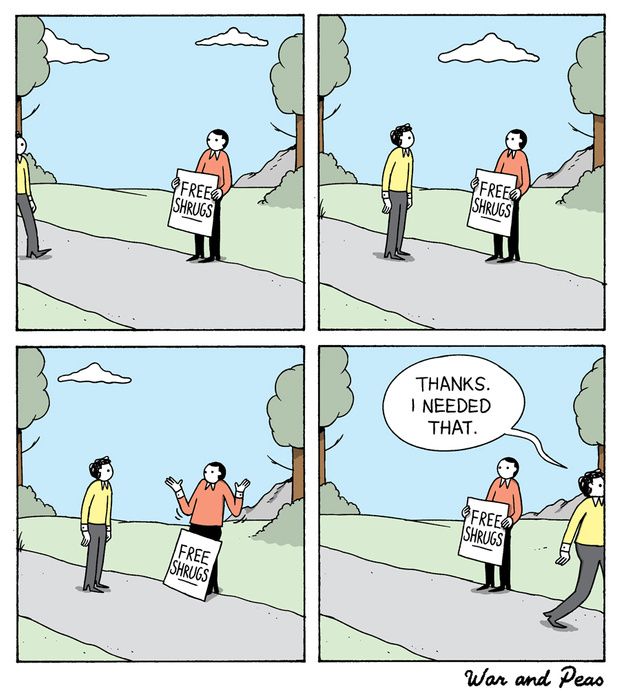 FREE
SHRUGS
FREE
SHRUGS
FREE
SHRUGS
THANKS.
I NEEDED
THAT.
FREE
SHRUGS
War and Peas